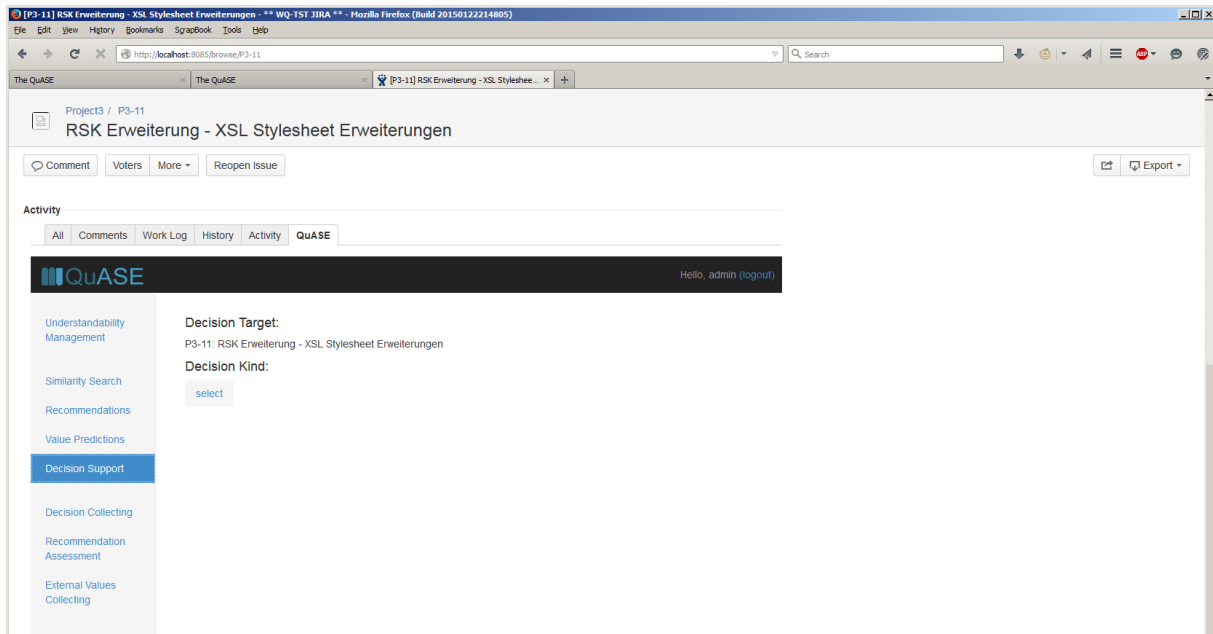 [P3-11] RSK Erweiterung - XSL Stylesheet Erweiterungen - ** WQ-TST JIRA ** - Mozilla Firefox (Build 20150122214805)
File Edit View History Bookmarks ScrapBook Tools Help
http://localhost:8085/browse/P3-11
Search
ABP
The QuASE
The QuASE
[P3-11] RSK Erweiterung - XSL Styleshee...
Project3 / P3-11
RSK Erweiterung - XSL Stylesheet Erweiterungen
Comment Voters More Reopen Issue Export
Activity
All Comments Work Log History Activity QuASE
QuASE Hello, admin (logout)
Understandability
Management
Similarity Search
Recommendations
Value Predictions
Decision Support
Decision Collecting
Recommendation
Assessment
External Values
Collecting
Decision Target:
P3-11: RSK Erweiterung - XSL Stylesheet Erweiterungen
Decision Kind:
select